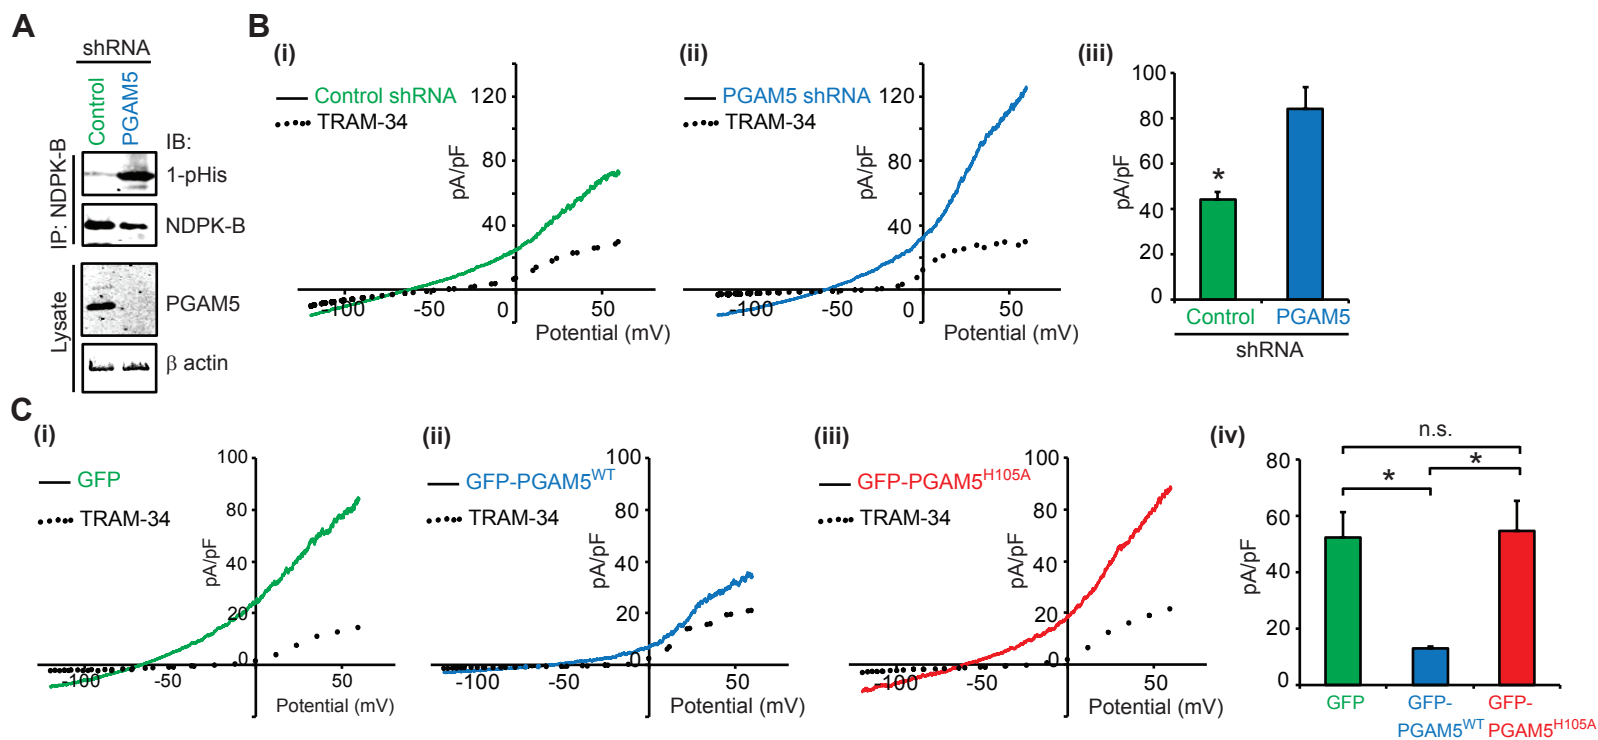 A
shRNA
Control
PGAM5
IB:
IP: NDPK-B
1-pHis
NDPK-B
Lysate
PGAM5
β actin
B
(i)
Control shRNA
TRAM-34
120
80
40
pA/pF
-100
-50
0
50
Potential (mV)
(ii)
PGAM5 shRNA
TRAM-34
120
80
40
pA/pF
-100
-50
0
50
Potential (mV)
(iii)
100
80
60
40
20
0
pA/pF
*
Control
PGAM5
shRNA
C
(i)
GFP
TRAM-34
100
80
40
20
0
pA/pF
-100
-50
50
Potential (mV)
(ii)
GFP-PGAM5WT
TRAM-34
100
80
40
20
0
pA/pF
-100
-50
50
Potential (mV)
(iii)
GFP-PGAM5H105A
TRAM-34
100
80
40
20
0
pA/pF
-100
-50
50
Potential (mV)
(iv)
n.s.
*
*
80
60
40
20
0
pA/pF
GFP
GFP-
PGAM5WT
GFP-
PGAM5H105A